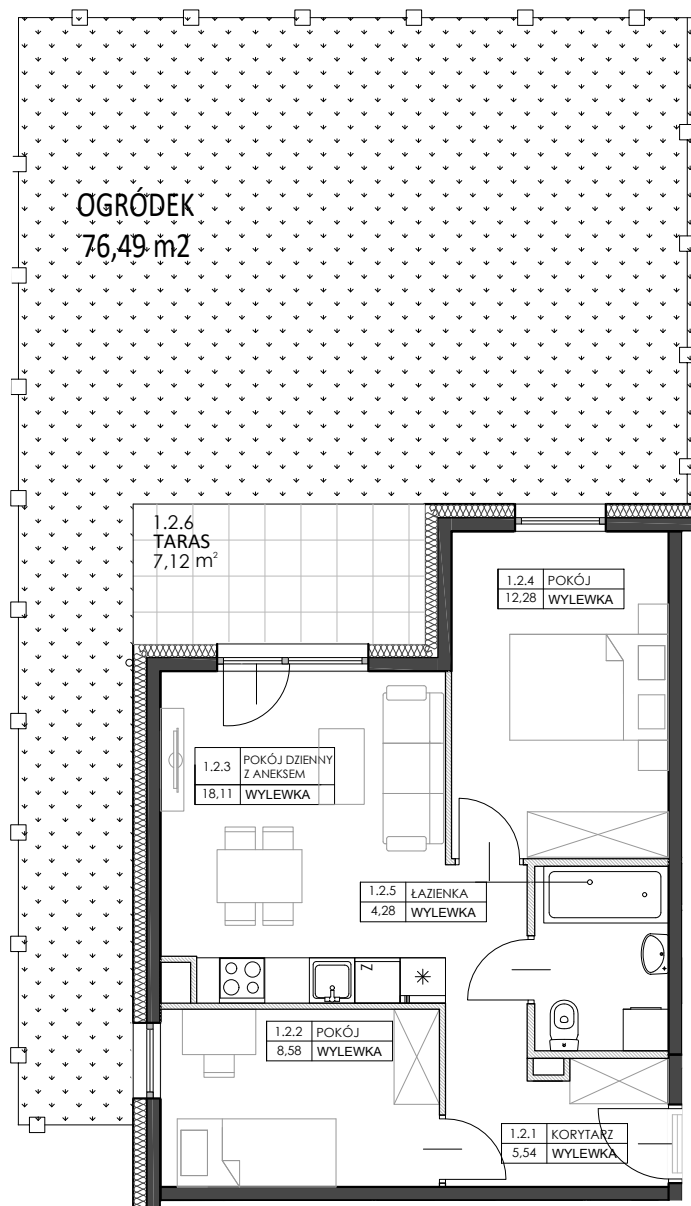 OGRÓDEK
76,49 m2
1.2.6
TARAS
7,12 m²
1.2.4 POKÓJ
12,28 WYLEWKA
1.2.3 POKÓJ DZIENNY
Z ANEKSEM
18,11 WYLEWKA
1.2.5 ŁAZIENKA
4,28 WYLEWKA
Z
1.2.2 POKÓJ
8,58 WYLEWKA
1.2.1 KORYTARZ
5,54 WYLEWKA